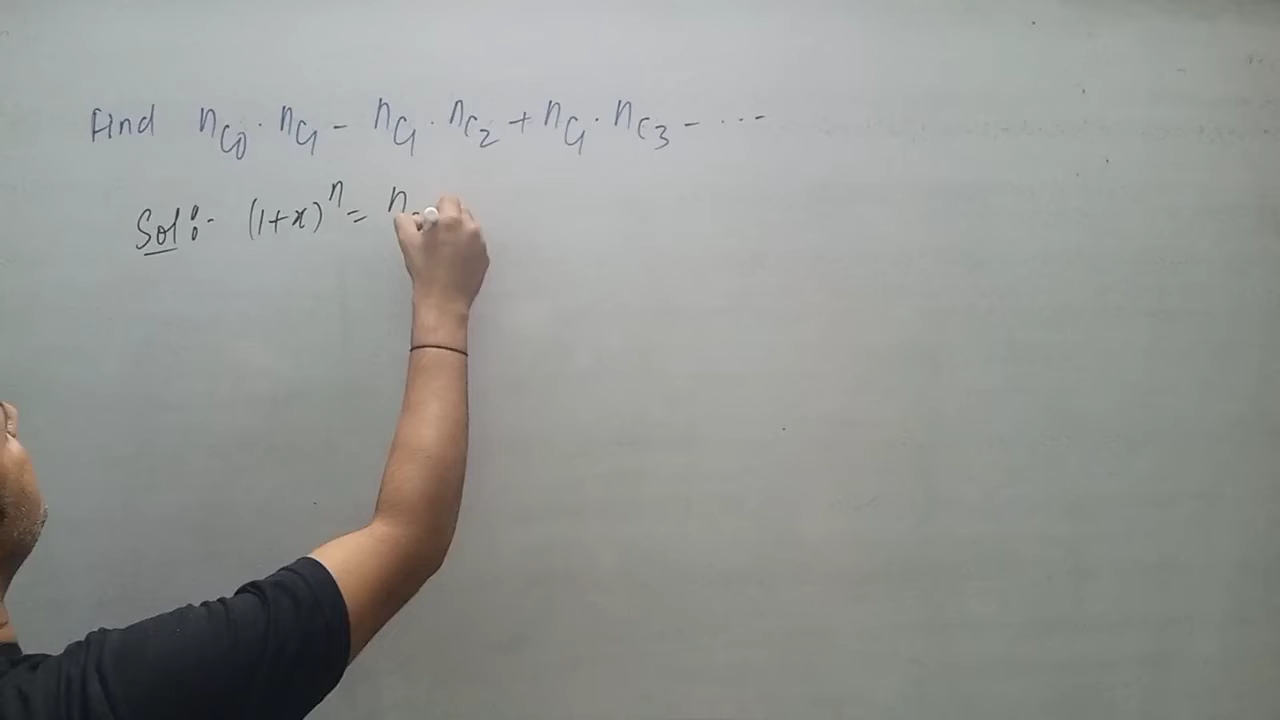 Find nC0 · nC1 - nC1 · nC2 + nC1 · nC3 - ...
Sol:- (1+x)^n = n